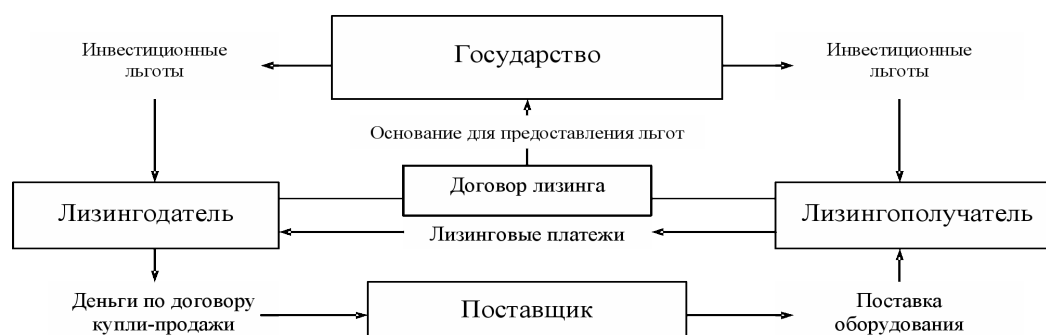 Инвестиционные
льготы
Государство
Инвестиционные
льготы
Основание для предоставления льгот
Договор лизинга
Лизингодатель
Лизингополучатель
Лизинговые платежи
Деньги по договору
купли-продажи
Поставщик
Поставка
оборудования